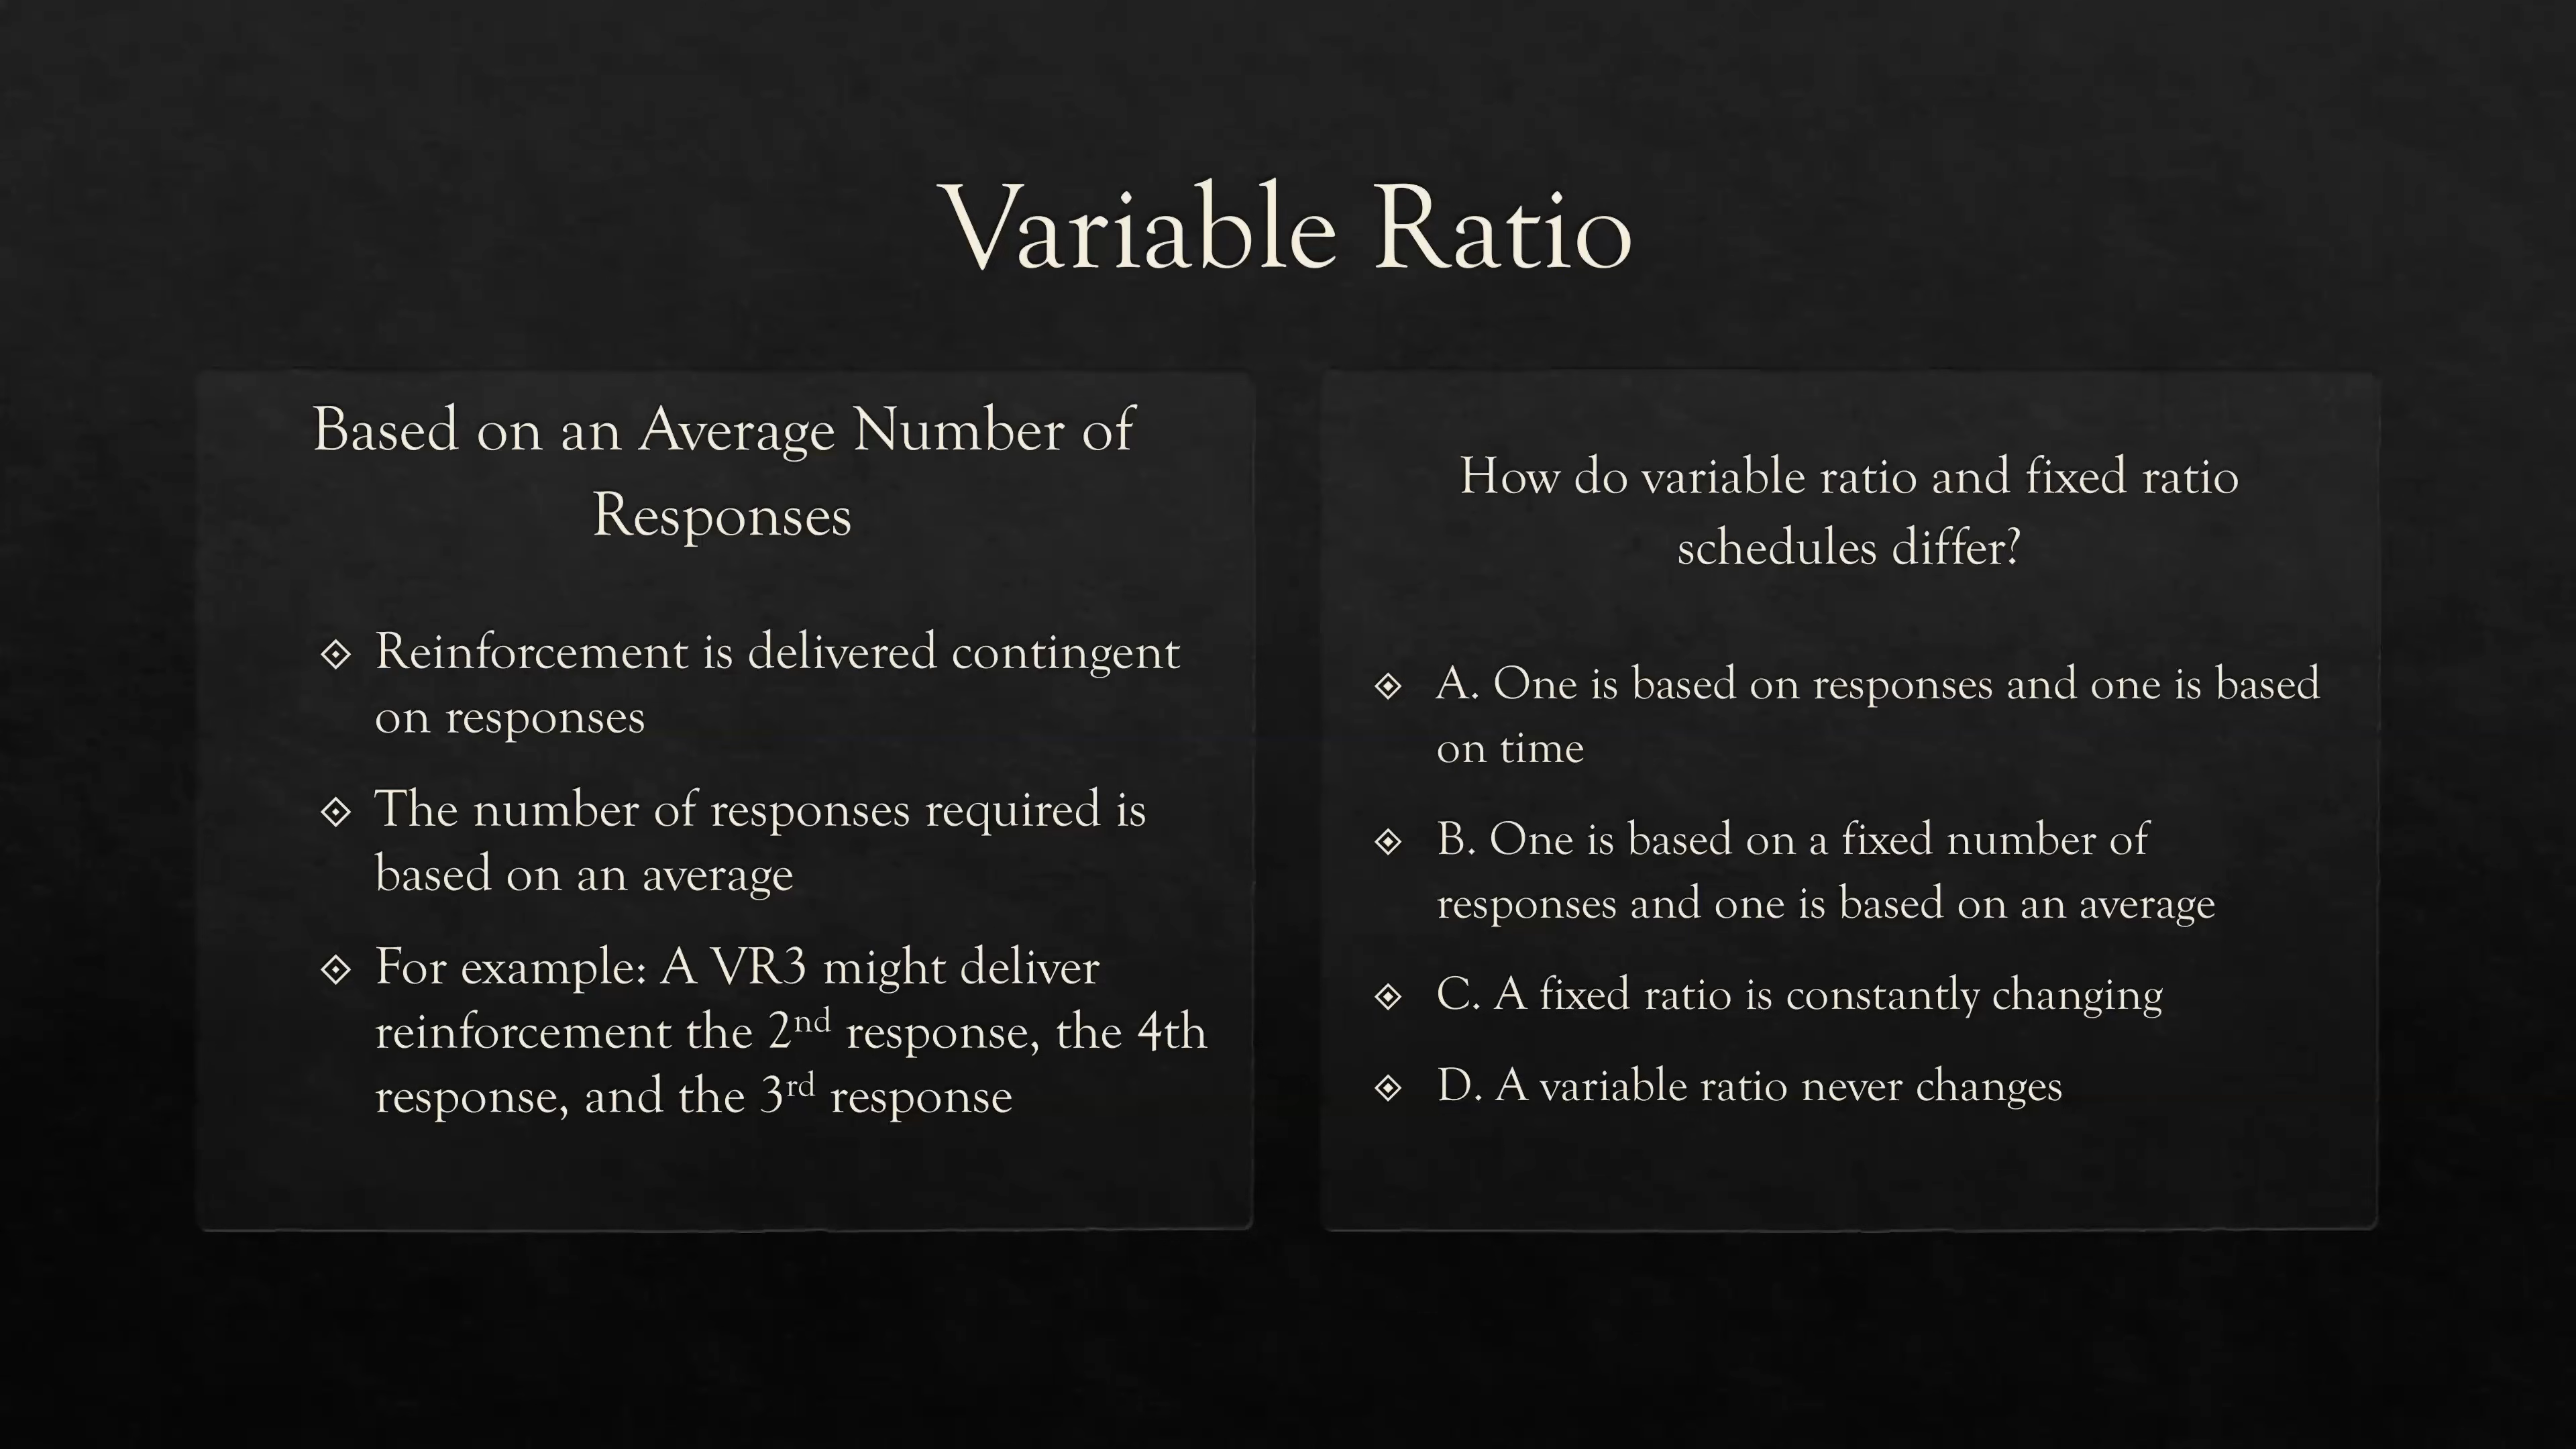 Variable Ratio
Based on an Average Number of
Responses
Reinforcement is delivered contingent
on responses
The number of responses required is
based on an average
For example: A VR3 might deliver
reinforcement the 2nd response, the 4th
response, and the 3rd response
How do variable ratio and fixed ratio
schedules differ?
A. One is based on responses and one is based
on time
B. One is based on a fixed number of
responses and one is based on an average
C. A fixed ratio is constantly changing
D. A variable ratio never changes